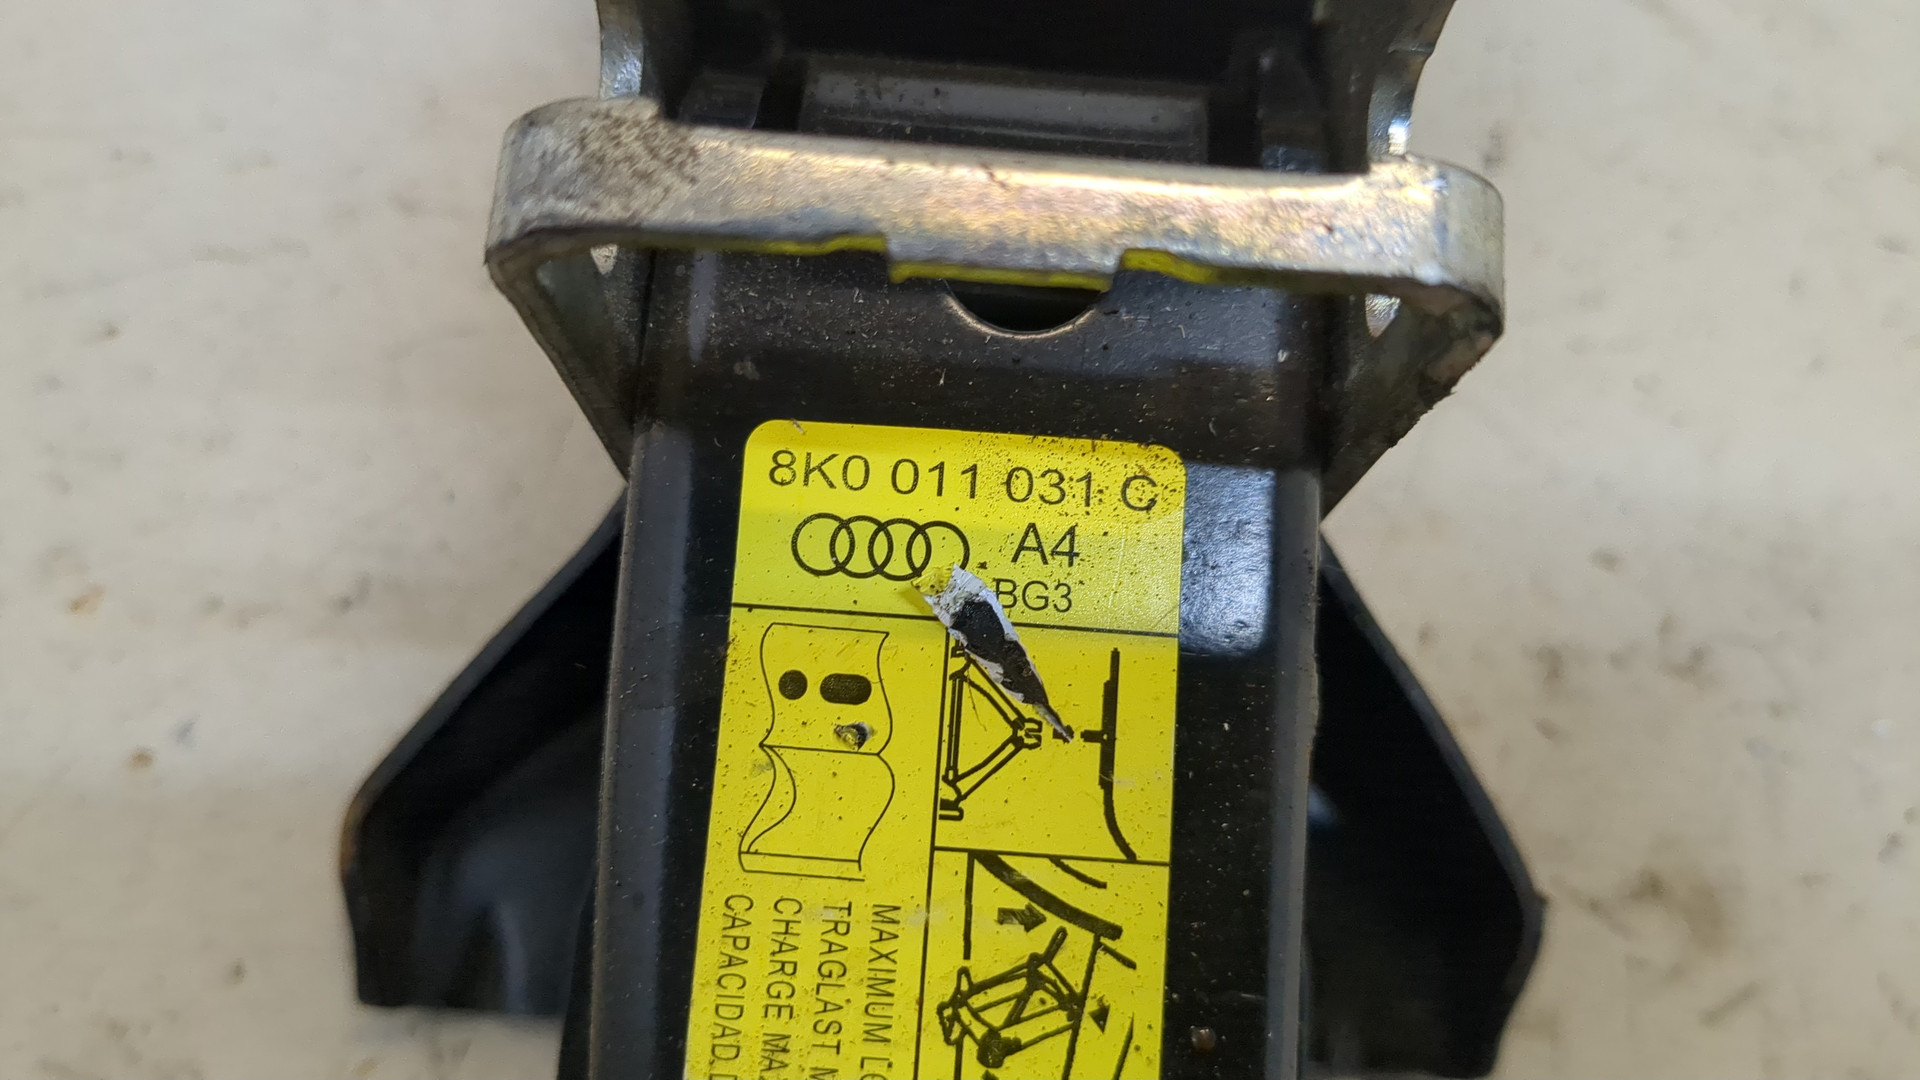 8K0 011 031 C
A4
BG3
MAXIMUM
TRAGLAST
CHARGE
CAPACIDAD